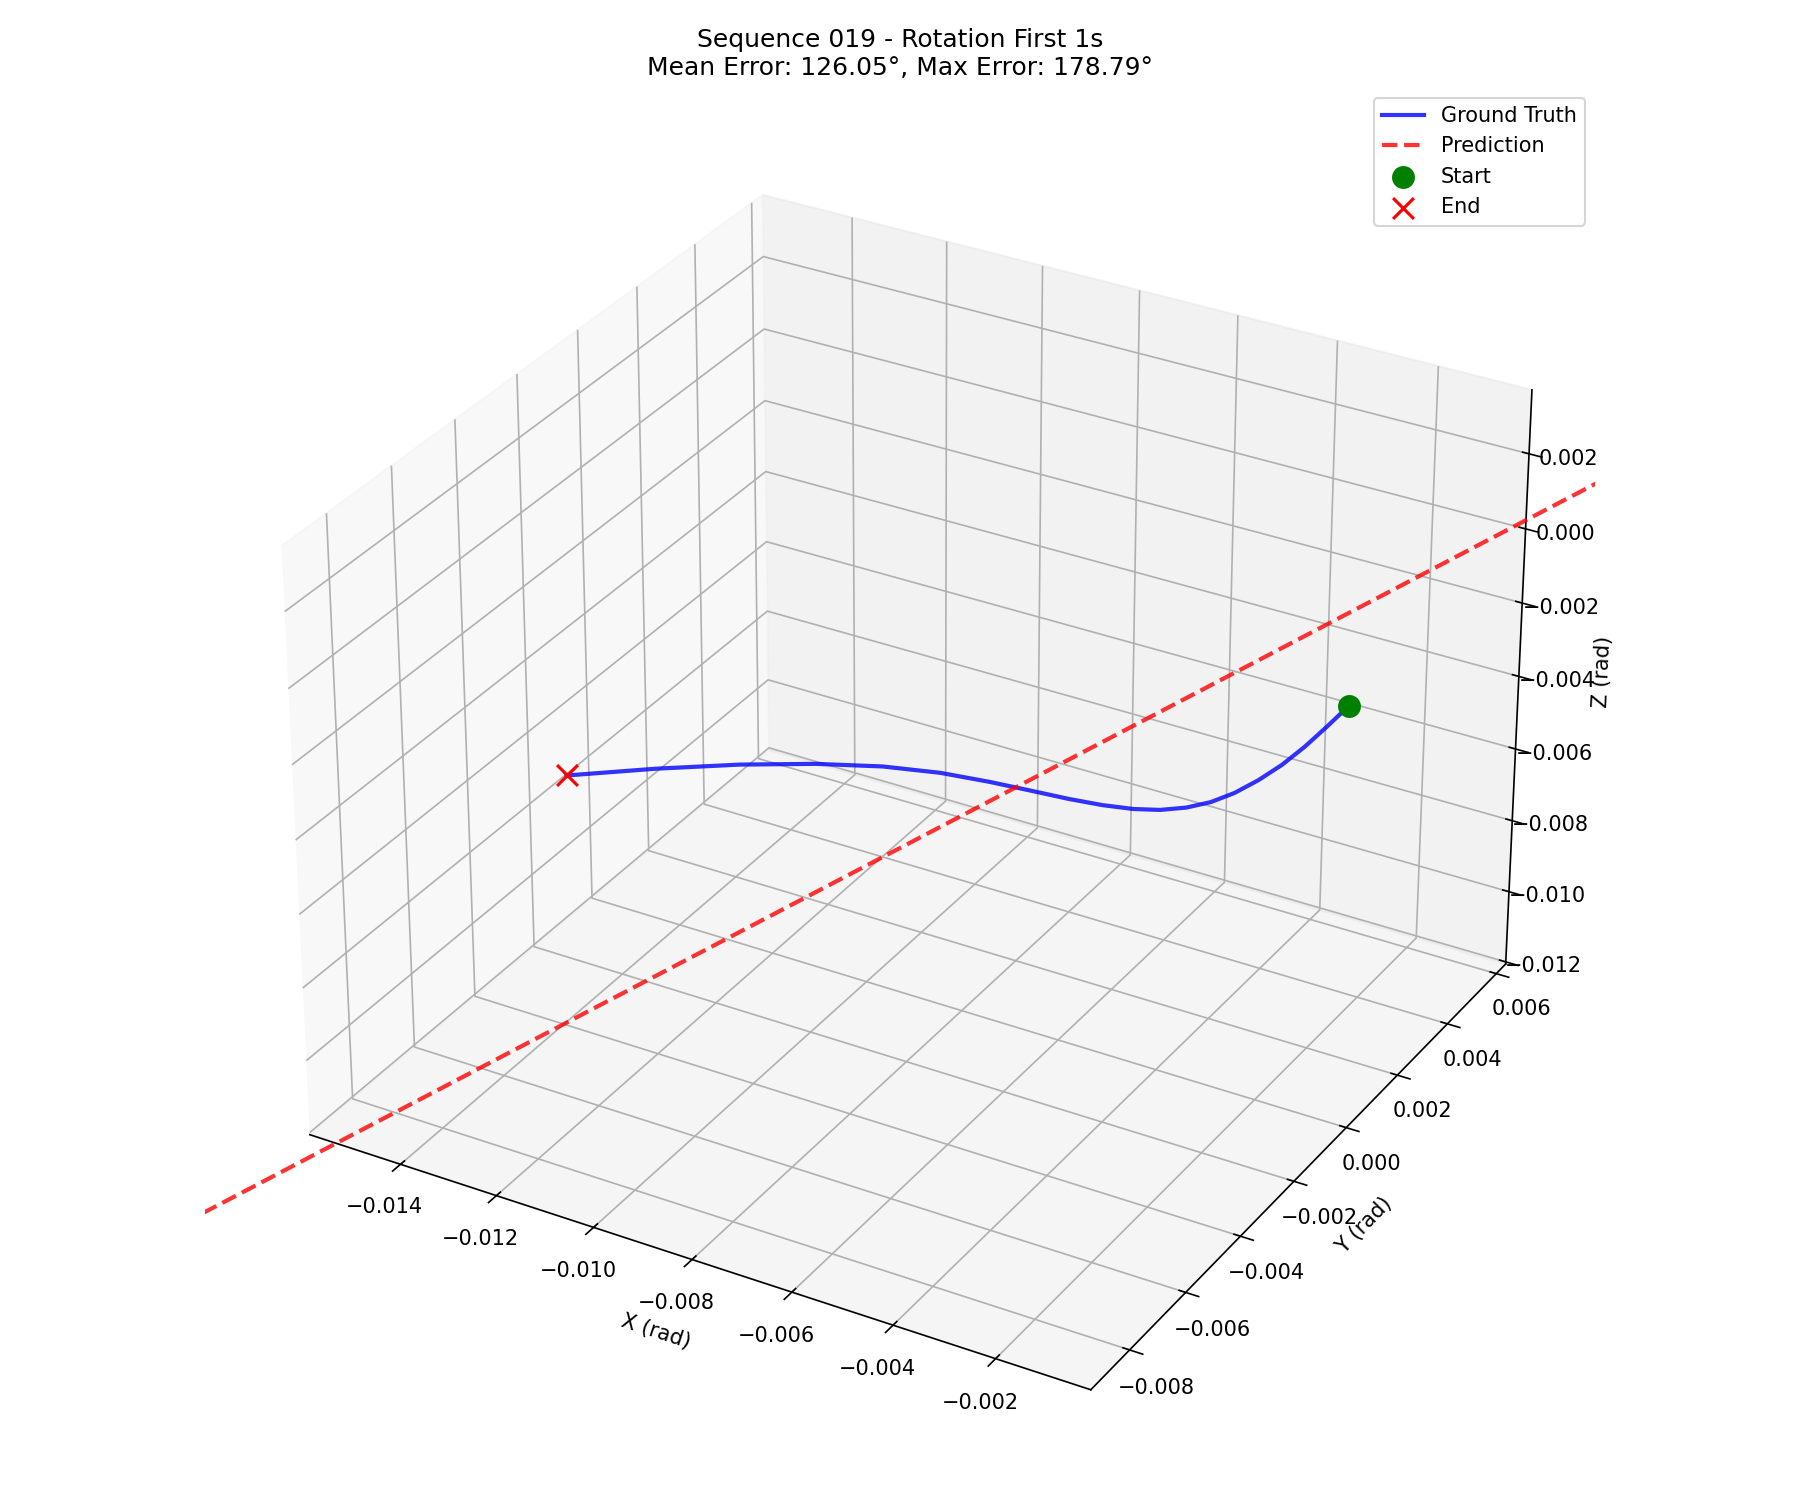 Sequence 019 - Rotation First 1s
Mean Error: 126.05°, Max Error: 178.79°
Ground Truth
Prediction
Start
End
0.002
0.000
−0.002
−0.004
−0.006
−0.008
−0.010
−0.012
Z (rad)
0.006
0.004
0.002
0.000
−0.002
−0.004
−0.006
−0.008
Y (rad)
−0.014
−0.012
−0.010
−0.008
−0.006
−0.004
−0.002
X (rad)